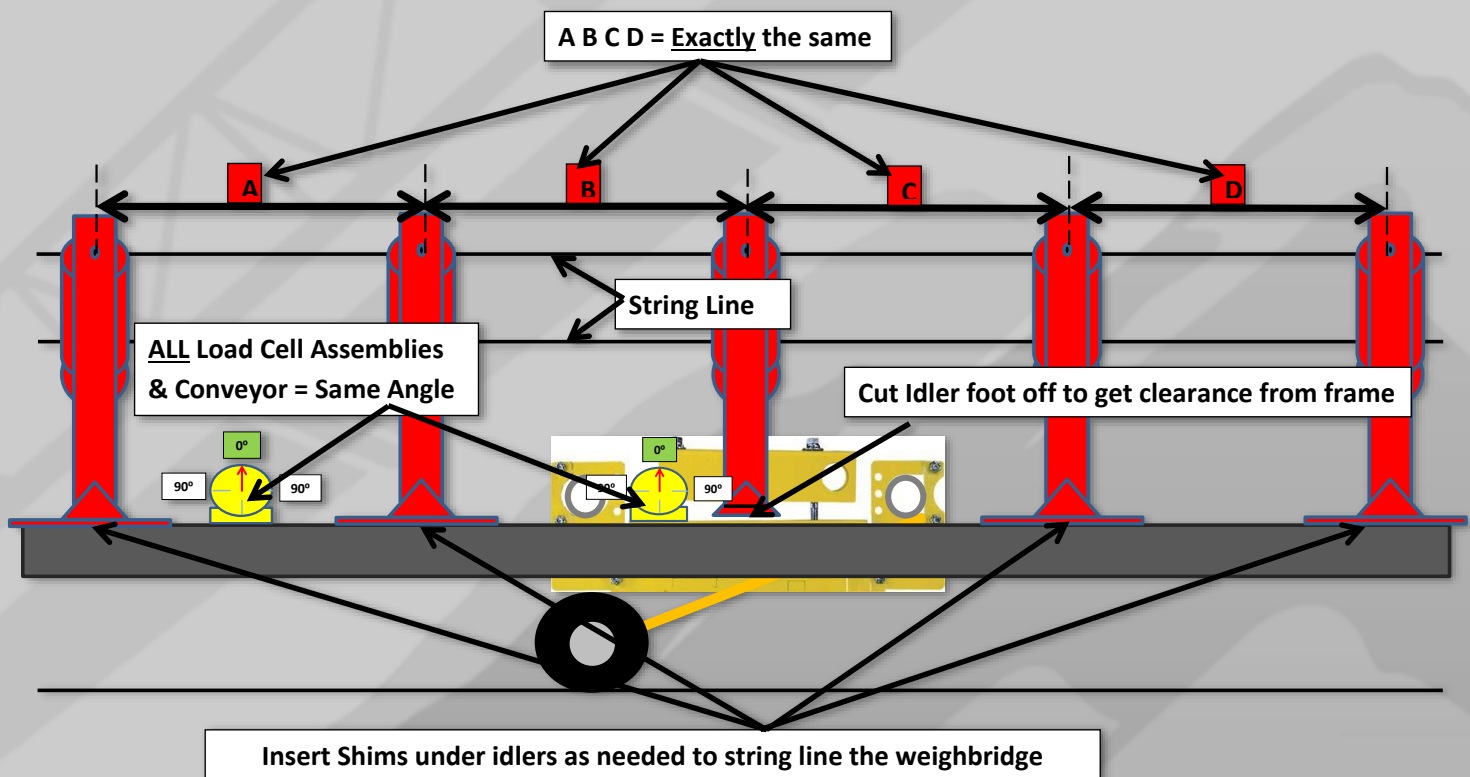 A B C D = Exactly the same
A
B
C
D
String Line
ALL Load Cell Assemblies
& Conveyor = Same Angle
Cut Idler foot off to get clearance from frame
0º
90º
90º
0º
90º
90º
Insert Shims under idlers as needed to string line the weighbridge